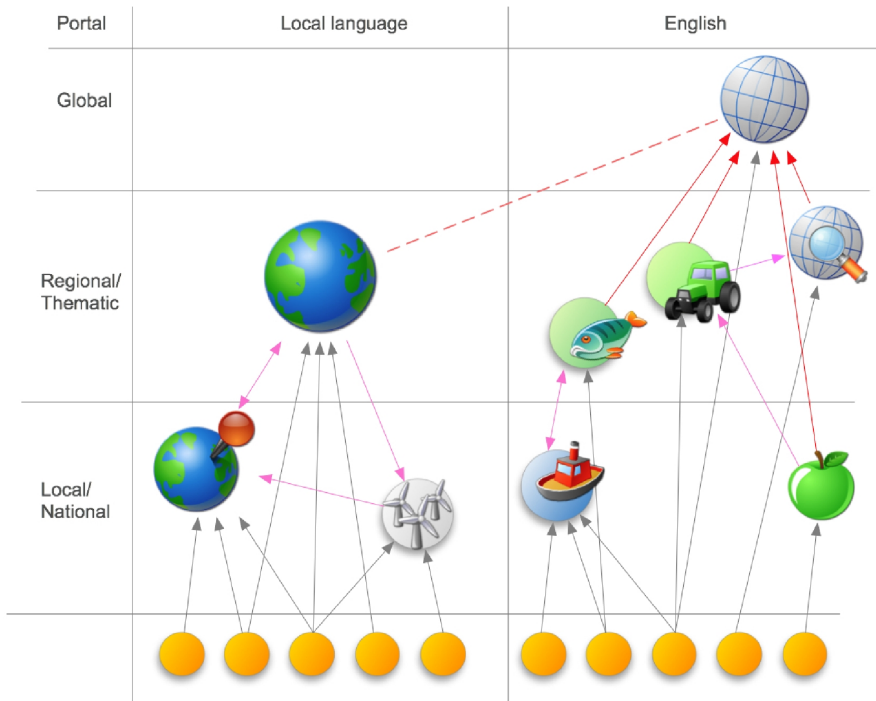 Portal
Local language
English
Global
Regional/
Thematic
Local/
National